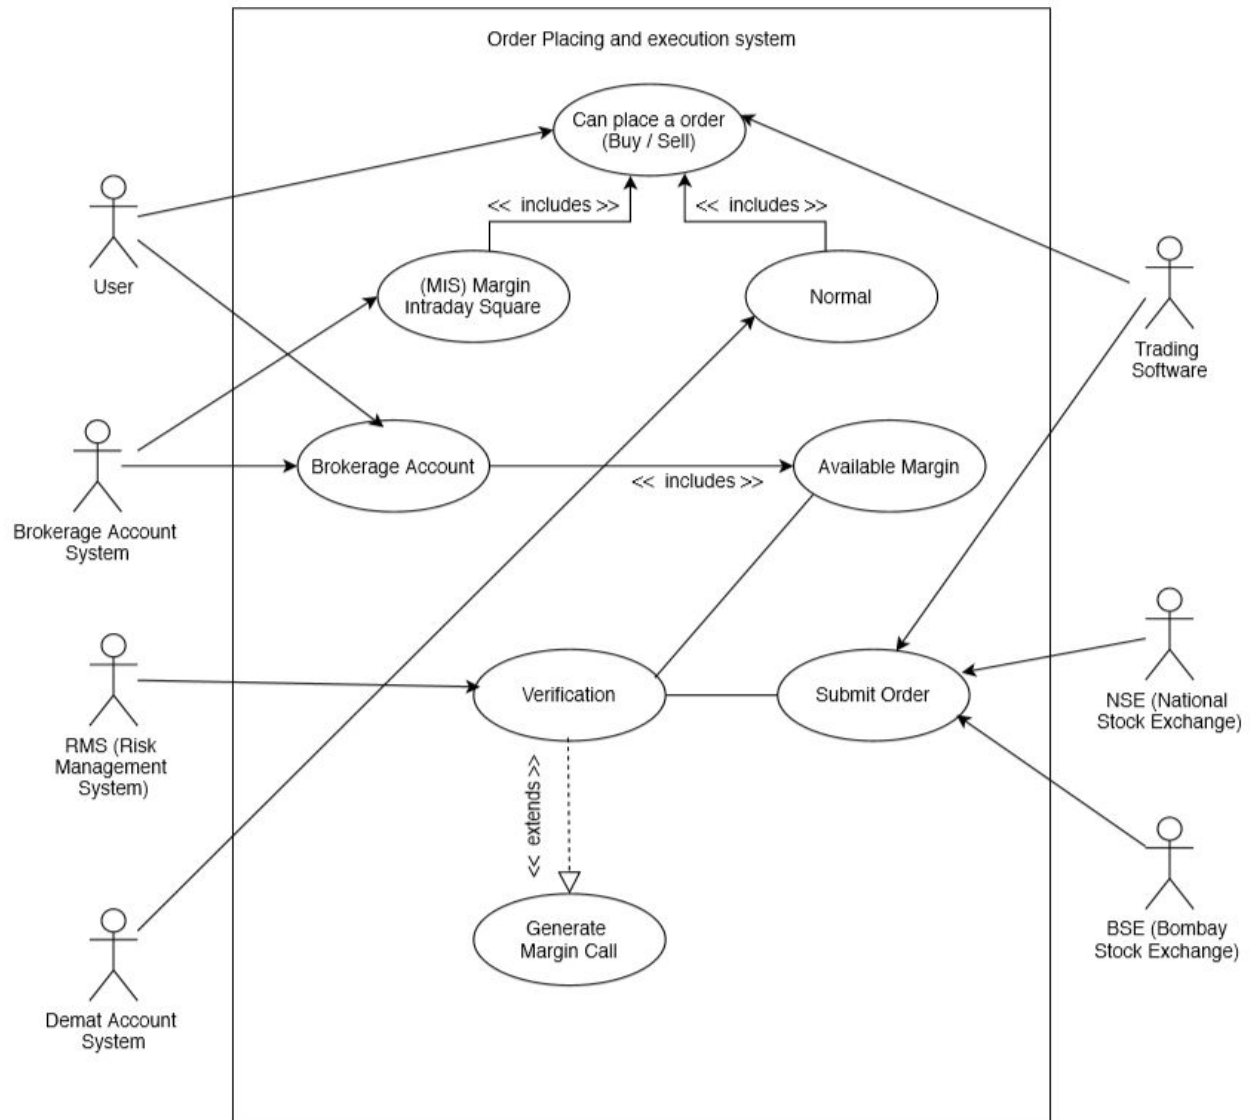 Order Placing and execution system
Can place a order
(Buy / Sell)
<< includes >>
<< includes >>
User
(MIS) Margin
Intraday Square
Normal
Trading
Software
Brokerage Account
Available Margin
<< includes >>
Brokerage Account
System
Verification
Submit Order
NSE (National
Stock Exchange)
RMS (Risk
Management
System)
<< extends >>
Generate
Margin Call
BSE (Bombay
Stock Exchange)
Demat Account
System